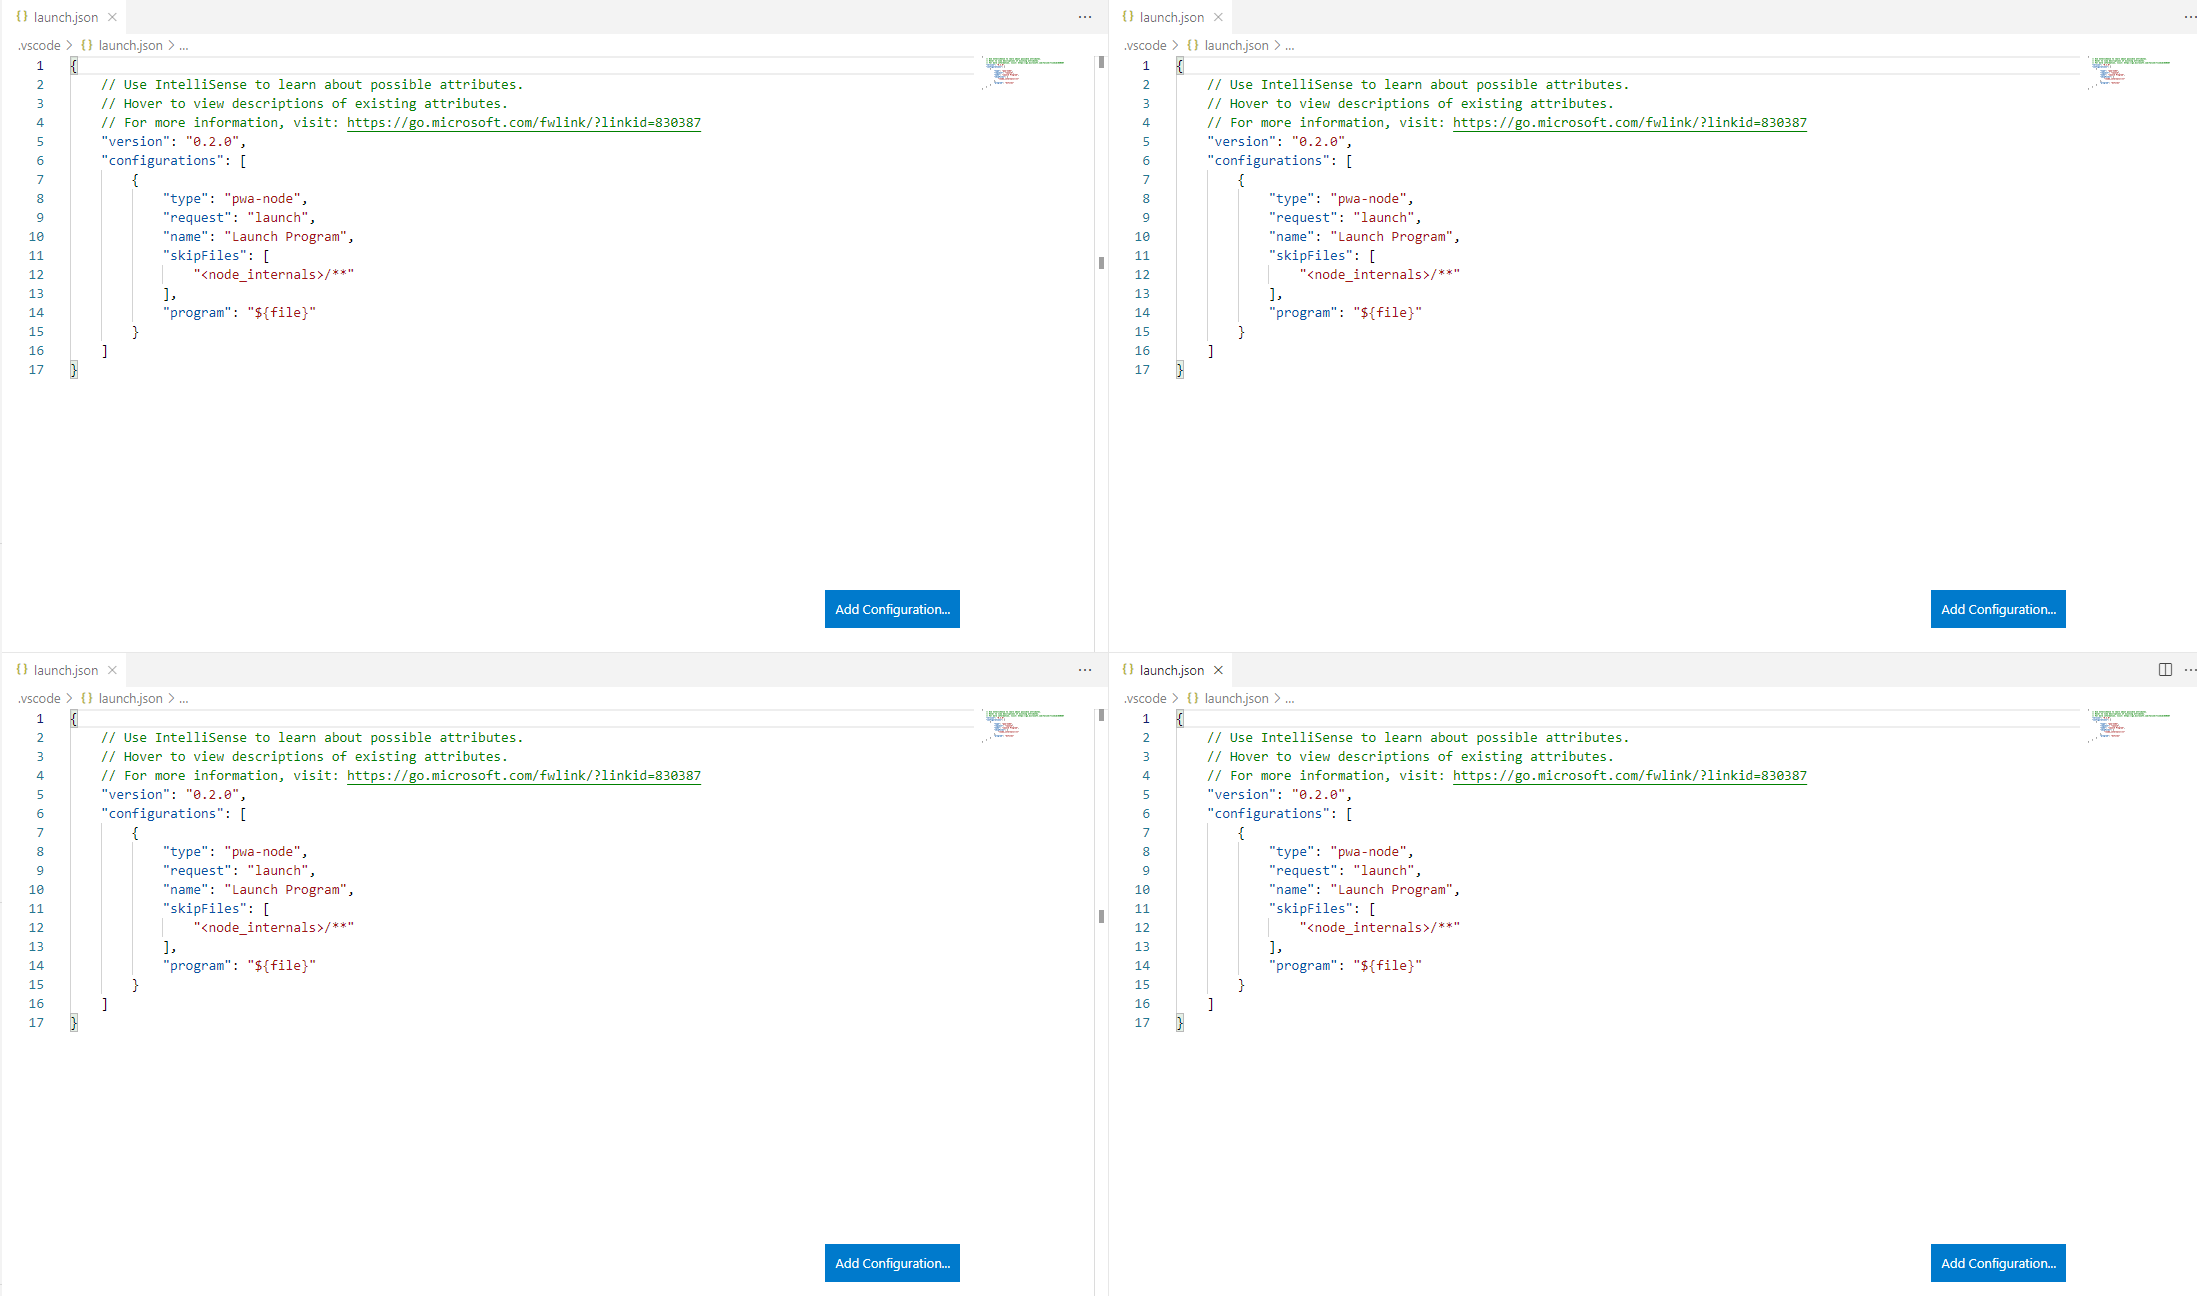 launch.json
.vscode > {} launch.json > ...
1 {
2 // Use IntelliSense to learn about possible attributes.
3 // Hover to view descriptions of existing attributes.
4 // For more information, visit: https://go.microsoft.com/fwlink/?linkid=830387
5 "version": "0.2.0",
6 "configurations": [
7 {
8 "type": "pwa-node",
9 "request": "launch",
10 "name": "Launch Program",
11 "skipFiles": [
12 "<node_internals>/**"
13 ],
14 "program": "${file}"
15 }
16 ]
17 }
Add Configuration...
launch.json
.vscode > {} launch.json > ...
1 {
2 // Use IntelliSense to learn about possible attributes.
3 // Hover to view descriptions of existing attributes.
4 // For more information, visit: https://go.microsoft.com/fwlink/?linkid=830387
5 "version": "0.2.0",
6 "configurations": [
7 {
8 "type": "pwa-node",
9 "request": "launch",
10 "name": "Launch Program",
11 "skipFiles": [
12 "<node_internals>/**"
13 ],
14 "program": "${file}"
15 }
16 ]
17 }
Add Configuration...
launch.json
.vscode > {} launch.json > ...
1 {
2 // Use IntelliSense to learn about possible attributes.
3 // Hover to view descriptions of existing attributes.
4 // For more information, visit: https://go.microsoft.com/fwlink/?linkid=830387
5 "version": "0.2.0",
6 "configurations": [
7 {
8 "type": "pwa-node",
9 "request": "launch",
10 "name": "Launch Program",
11 "skipFiles": [
12 "<node_internals>/**"
13 ],
14 "program": "${file}"
15 }
16 ]
17 }
Add Configuration...
launch.json
.vscode > {} launch.json > ...
1 {
2 // Use IntelliSense to learn about possible attributes.
3 // Hover to view descriptions of existing attributes.
4 // For more information, visit: https://go.microsoft.com/fwlink/?linkid=830387
5 "version": "0.2.0",
6 "configurations": [
7 {
8 "type": "pwa-node",
9 "request": "launch",
10 "name": "Launch Program",
11 "skipFiles": [
12 "<node_internals>/**"
13 ],
14 "program": "${file}"
15 }
16 ]
17 }
Add Configuration...